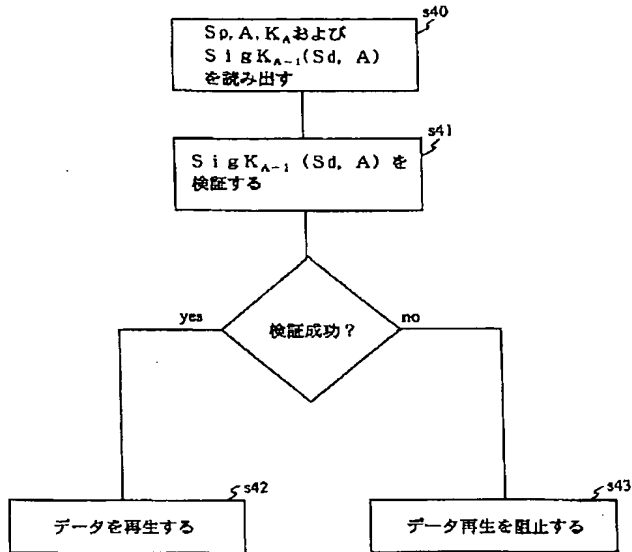 s40
Sp,A,K_Aおよび
SigK_{A-1}(Sd, A)
を読み出す
s41
SigK_{A-1} (Sd, A) を
検証する
検証成功?
yes
no
s42
データを再生する
s43
データ再生を阻止する